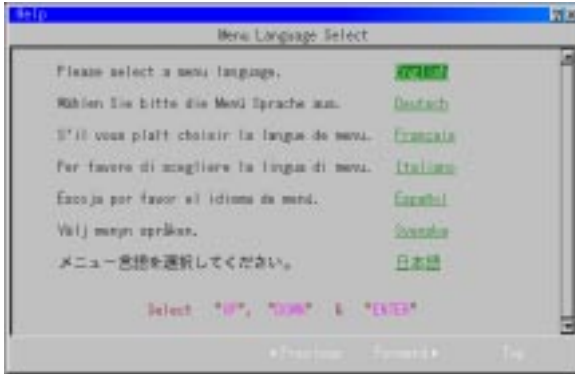 Help
Menu Language Select
Please select a menu language. English
Wählen Sie bitte die Menü Sprache aus. Deutsch
S'il vous plaît choisir la langue de menu. Français
Per favore di scegliere la lingua di menu. Italiano
Escoja por favor el idioma de menú. Español
Välj menyn språken. Svenska
メニュー言語を選択してください。 日本語
Select "UP", "DOWN" & "ENTER"
◄Previous Forward► Top